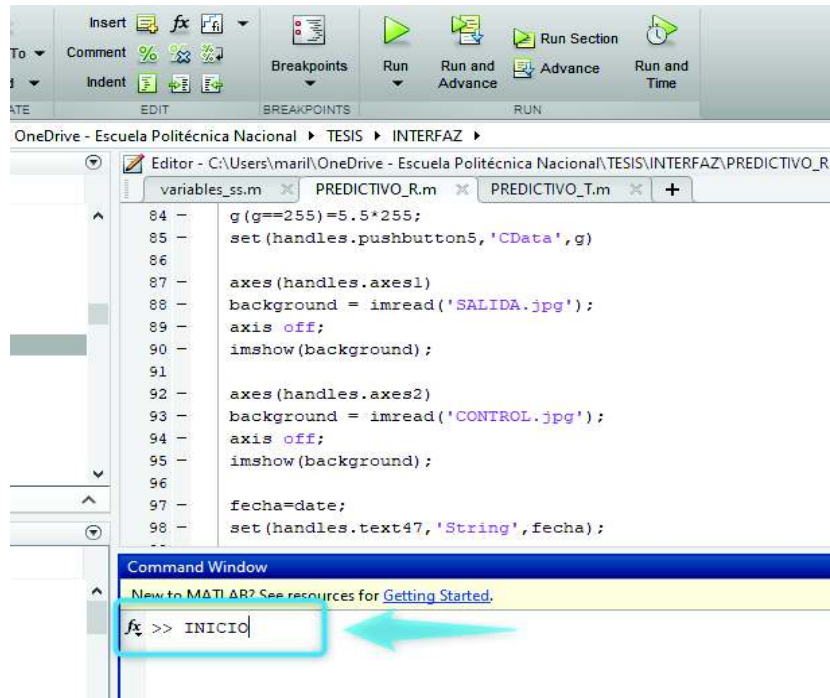 Insert fx
To Comment
Indent
Breakpoints Run Run and Advance Run Section Advance Run and Time
EDIT BREAKPOINTS RUN
OneDrive - Escuela Politécnica Nacional ▸ TESIS ▸ INTERFAZ ▸
Editor - C:\Users\maril\OneDrive - Escuela Politécnica Nacional\TESIS\INTERFAZ\PREDICTIVO_R
variables_ss.m PREDICTIVO_R.m PREDICTIVO_T.m +
84 – g(g==255)=5.5*255;
85 – set(handles.pushbutton5,'CData',g)
86
87 – axes(handles.axes1)
88 – background = imread('SALIDA.jpg');
89 – axis off;
90 – imshow(background);
91
92 – axes(handles.axes2)
93 – background = imread('CONTROL.jpg');
94 – axis off;
95 – imshow(background);
96
97 – fecha=date;
98 – set(handles.text47,'String',fecha);
Command Window
New to MATLAB? See resources for Getting Started.
fx >> INICIO